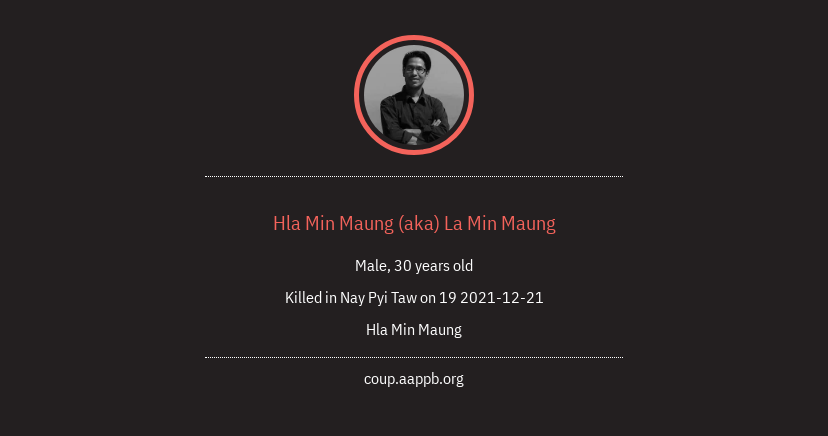 Hla Min Maung (aka) La Min Maung
Male, 30 years old
Killed in Nay Pyi Taw on 19 2021-12-21
Hla Min Maung
coup.aappb.org